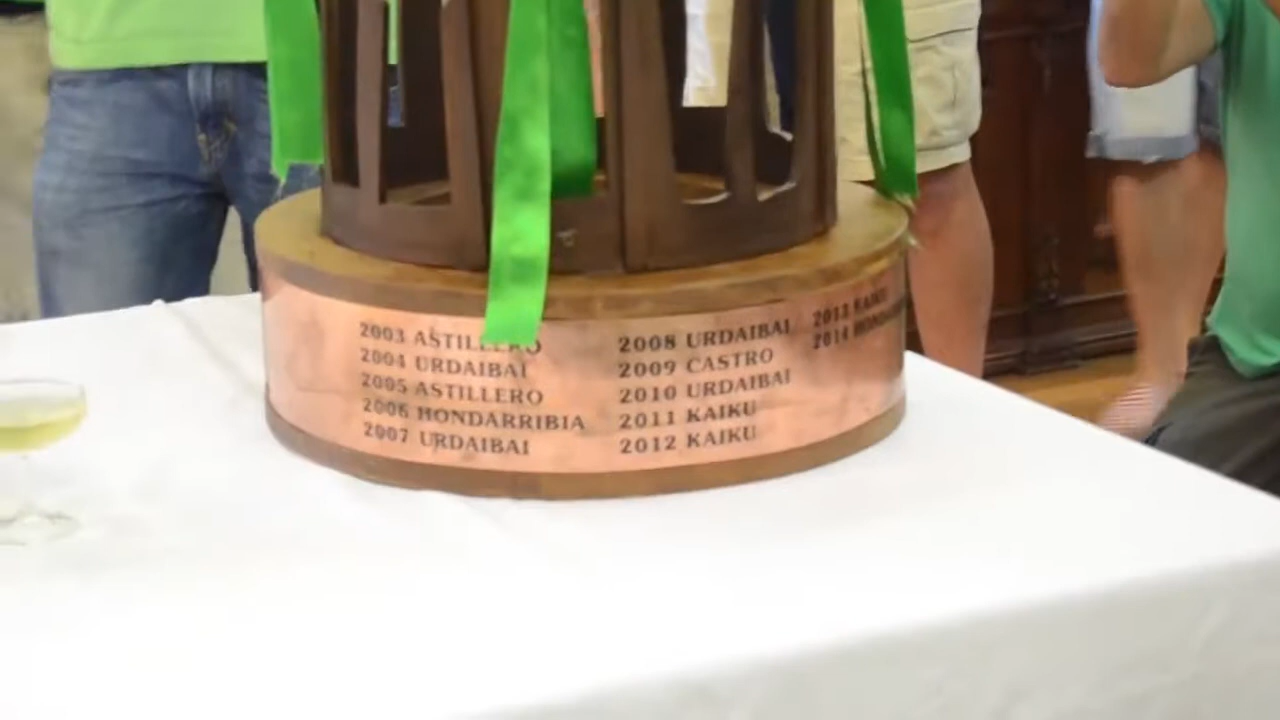 2003 ASTILLERO
2004 URDAIBAI
2005 ASTILLERO
2006 HONDARRIBIA
2007 URDAIBAI
2008 URDAIBAI
2009 CASTRO
2010 URDAIBAI
2011 KAIKU
2012 KAIKU
2013 KAIKU
2014